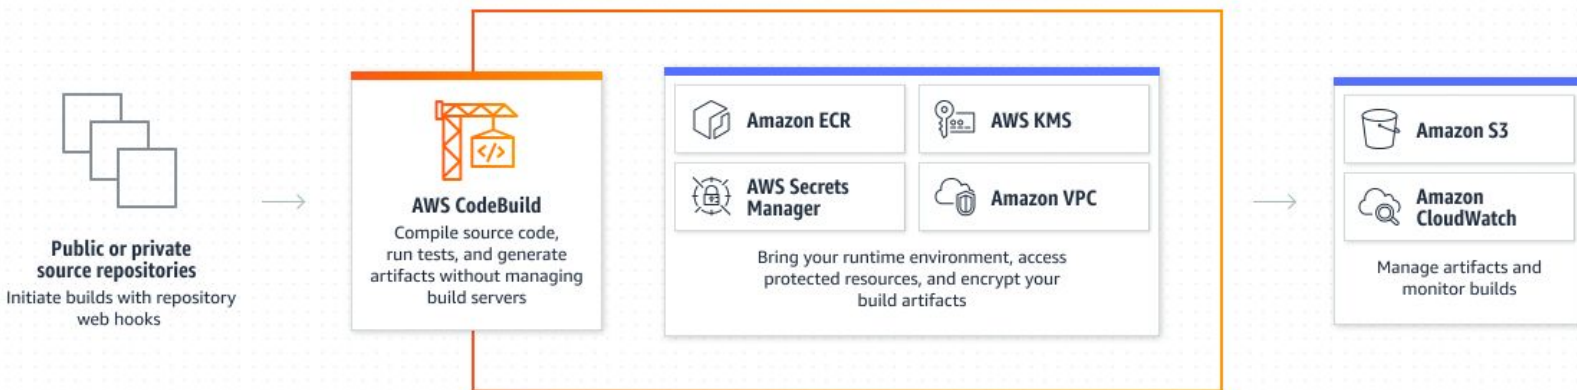 Public or private
source repositories
Initiate builds with repository
web hooks
</>
AWS CodeBuild
Compile source code,
run tests, and generate
artifacts without managing
build servers
Amazon ECR
AWS KMS
AWS Secrets
Manager
Amazon VPC
Bring your runtime environment, access
protected resources, and encrypt your
build artifacts
Amazon S3
Amazon
CloudWatch
Manage artifacts and
monitor builds